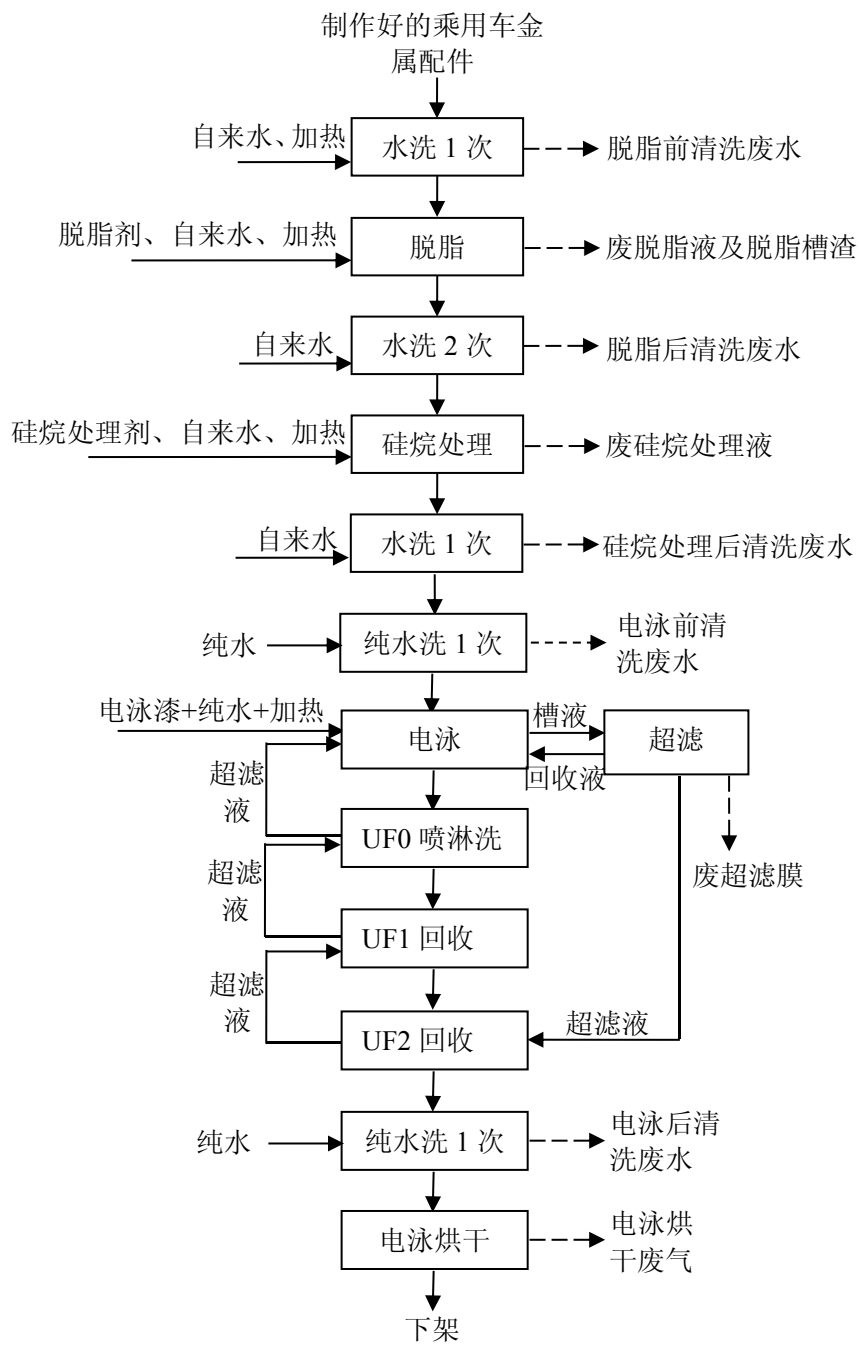 制作好的乘用车金
属配件
自来水、加热
水洗 1 次
脱脂前清洗废水
脱脂剂、自来水、加热
脱脂
废脱脂液及脱脂槽渣
自来水
水洗 2 次
脱脂后清洗废水
硅烷处理剂、自来水、加热
硅烷处理
废硅烷处理液
自来水
水洗 1 次
硅烷处理后清洗废水
纯水
纯水洗 1 次
电泳前清
洗废水
电泳漆+纯水+加热
电泳
槽液
回收液
超滤
超滤
液
UF0 喷淋洗
废超滤膜
超滤
液
UF1 回收
超滤
液
UF2 回收
超滤液
纯水
纯水洗 1 次
电泳后清
洗废水
电泳烘干
电泳烘
干废气
下架